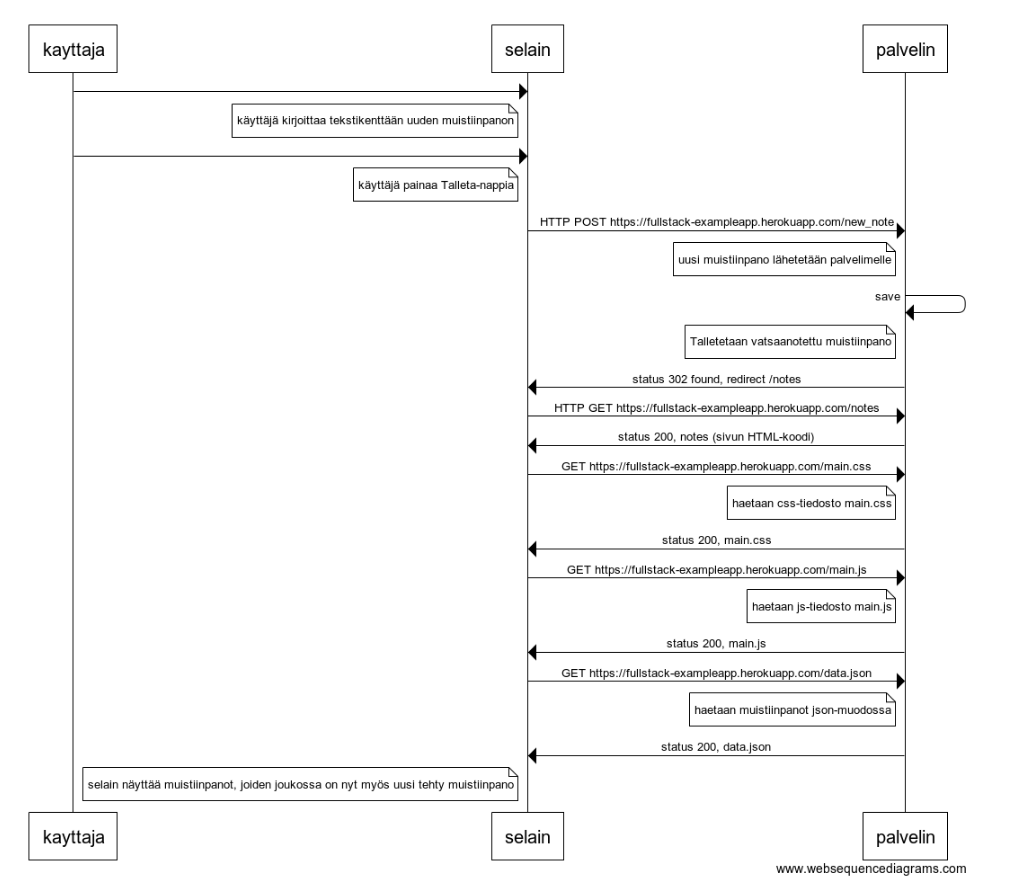 kayttaja
selain
palvelin
käyttäjä kirjoittaa tekstikenttään uuden muistiinpanon
käyttäjä painaa Talleta-nappia
HTTP POST https://fullstack-exampleapp.herokuapp.com/new_note
uusi muistiinpano lähetetään palvelimelle
save
Talletetaan vatsaanotettu muistiinpano
status 302 found, redirect /notes
HTTP GET https://fullstack-exampleapp.herokuapp.com/notes
status 200, notes (sivun HTML-koodi)
GET https://fullstack-exampleapp.herokuapp.com/main.css
haetaan css-tiedosto main.css
status 200, main.css
GET https://fullstack-exampleapp.herokuapp.com/main.js
haetaan js-tiedosto main.js
status 200, main.js
GET https://fullstack-exampleapp.herokuapp.com/data.json
haetaan muistiinpanot json-muodossa
status 200, data.json
selain näyttää muistiinpanot, joiden joukossa on nyt myös uusi tehty muistiinpano
kayttaja
selain
palvelin
www.websequencediagrams.com